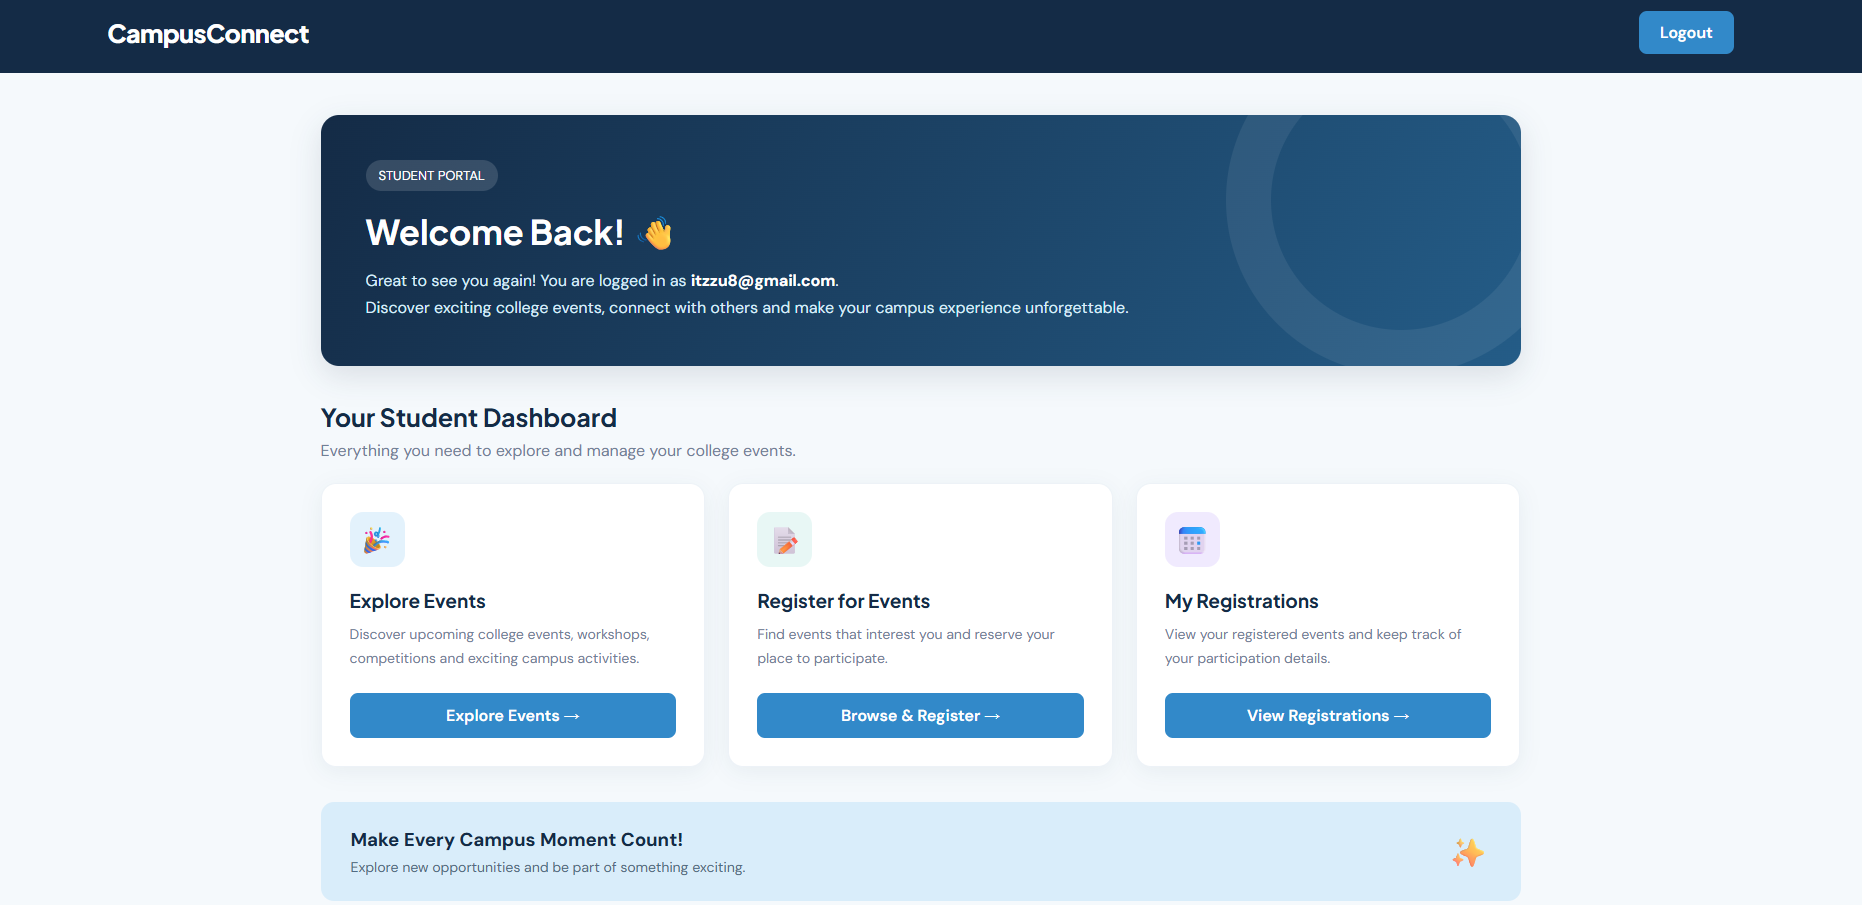 CampusConnect
Logout
STUDENT PORTAL
Welcome Back! 👋
Great to see you again! You are logged in as itzzu8@gmail.com.
Discover exciting college events, connect with others and make your campus experience unforgettable.
Your Student Dashboard
Everything you need to explore and manage your college events.
Explore Events
Discover upcoming college events, workshops,
competitions and exciting campus activities.
Explore Events →
Register for Events
Find events that interest you and reserve your
place to participate.
Browse & Register →
My Registrations
View your registered events and keep track of
your participation details.
View Registrations →
Make Every Campus Moment Count!
Explore new opportunities and be part of something exciting.